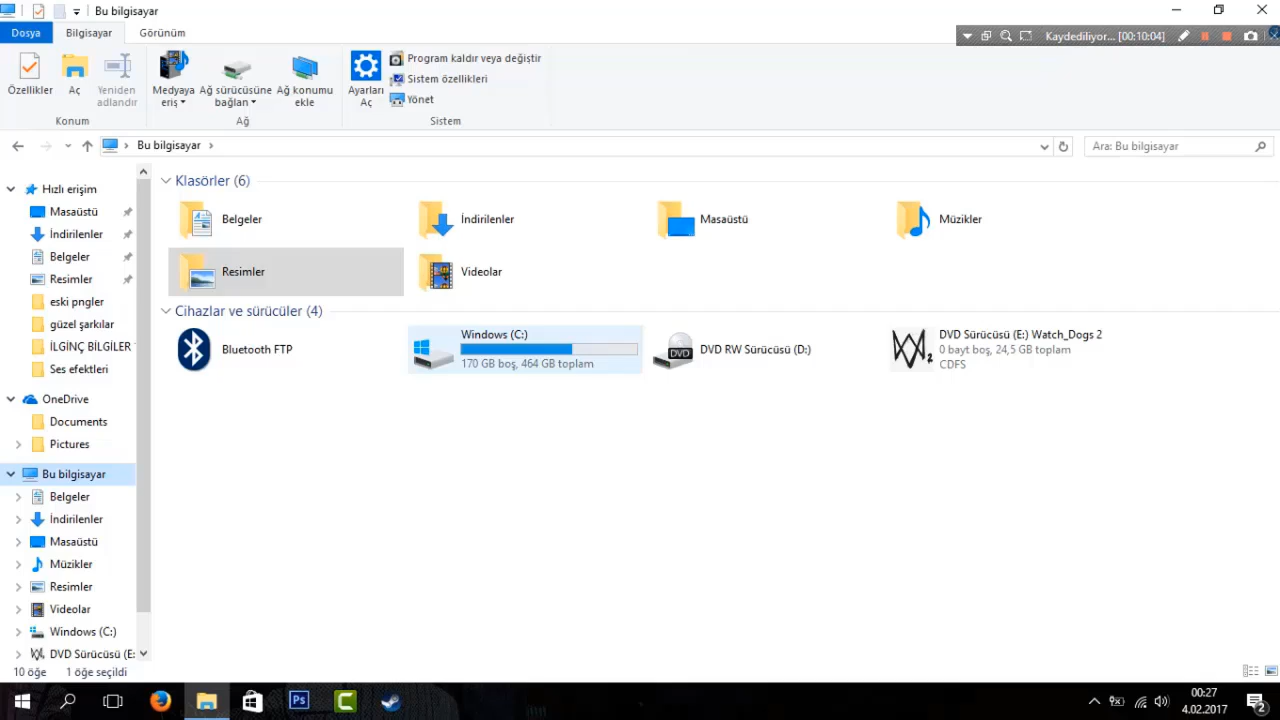 Bu bilgisayar
Dosya
Bilgisayar
Görünüm
Kaydediliyor... [00:10:04]
Özellikler
Aç
Yeniden
adlandır
Konum
Medyaya
eriş
Ağ sürücüsüne
bağlan
Ağ konumu
ekle
Ağ
Ayarları
Aç
Program kaldır veya değiştir
Sistem özellikleri
Yönet
Sistem
Bu bilgisayar
Ara: Bu bilgisayar
Hızlı erişim
Masaüstü
İndirilenler
Belgeler
Resimler
eski pngler
güzel şarkılar
İLGİNÇ BİLGİLER
Ses efektleri
OneDrive
Documents
Pictures
Bu bilgisayar
Belgeler
İndirilenler
Masaüstü
Müzikler
Resimler
Videolar
Windows (C:)
DVD Sürücüsü (E:
Klasörler (6)
Belgeler
İndirilenler
Masaüstü
Müzikler
Resimler
Videolar
Cihazlar ve sürücüler (4)
Bluetooth FTP
Windows (C:)
170 GB boş, 464 GB toplam
DVD
DVD RW Sürücüsü (D:)
2
DVD Sürücüsü (E:) Watch_Dogs 2
0 bayt boş, 24,5 GB toplam
CDFS
10 öğe
1 öğe seçildi
Ps
00:27
4.02.2017
2